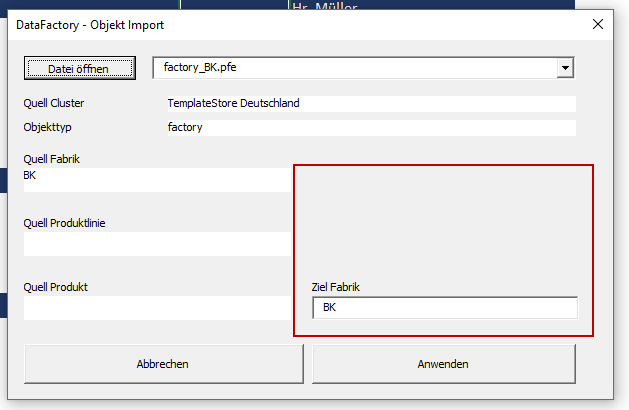 Hr. Müller
DataFactory - Objekt Import
Datei öffnen
factory_BK.pfe
Quell Cluster
TemplateStore Deutschland
Objekttyp
factory
Quell Fabrik
BK
Quell Produktlinie
Quell Produkt
Ziel Fabrik
BK
Abbrechen
Anwenden